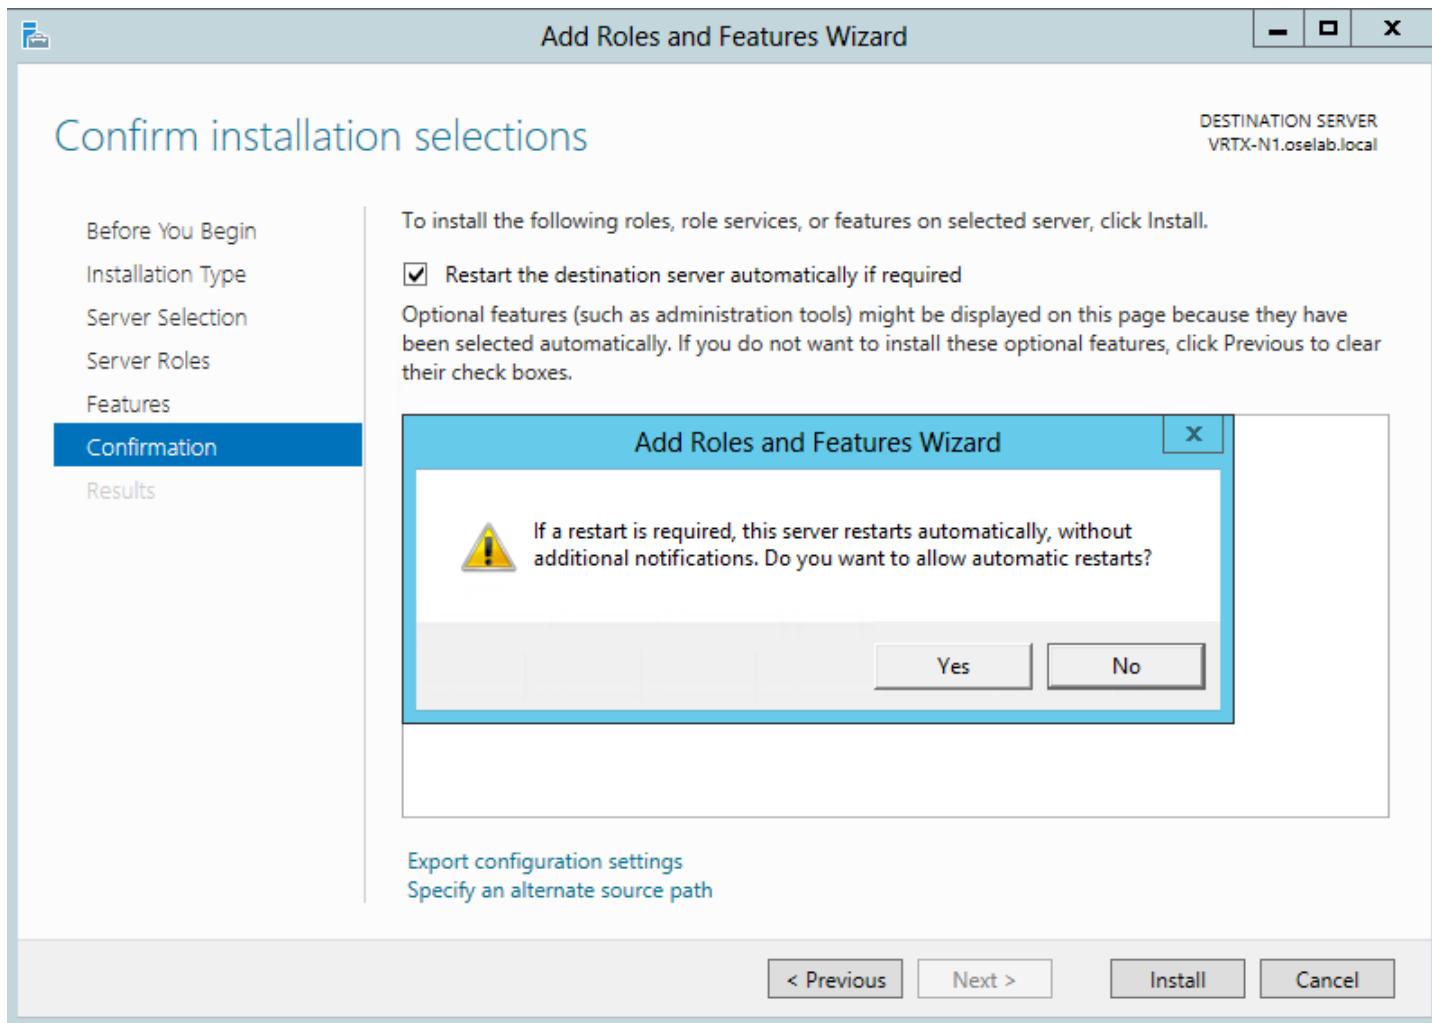 Add Roles and Features Wizard
Confirm installation selections
DESTINATION SERVER
VRTX-N1.oselab.local
Before You Begin
Installation Type
Server Selection
Server Roles
Features
Confirmation
Results
To install the following roles, role services, or features on selected server, click Install.
Restart the destination server automatically if required
Optional features (such as administration tools) might be displayed on this page because they have
been selected automatically. If you do not want to install these optional features, click Previous to clear
their check boxes.
Add Roles and Features Wizard
If a restart is required, this server restarts automatically, without
additional notifications. Do you want to allow automatic restarts?
Yes No
Export configuration settings
Specify an alternate source path
< Previous Next > Install Cancel